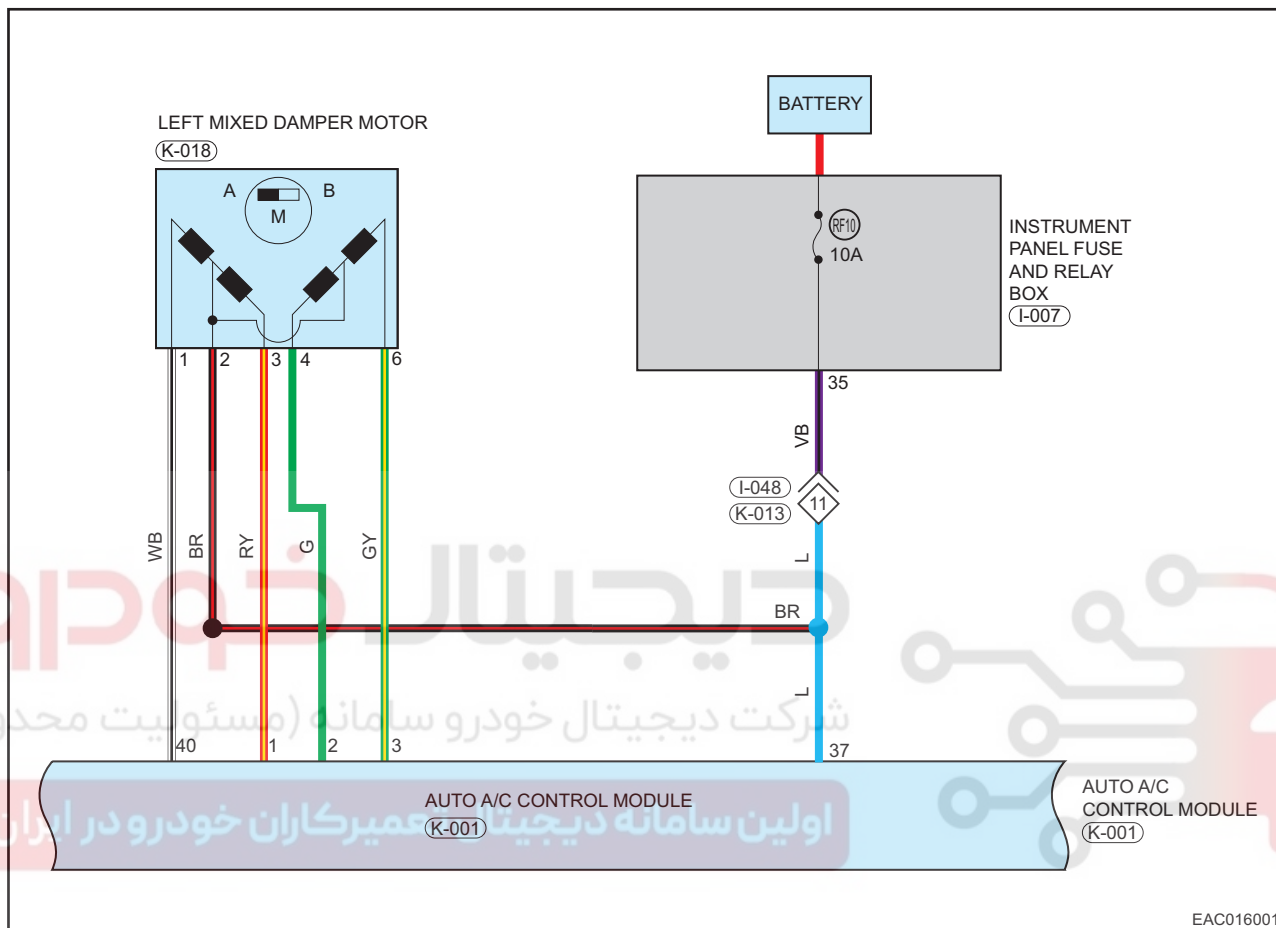 BATTERY
LEFT MIXED DAMPER MOTOR
K-018
A
B
M
RF10
10A
INSTRUMENT
PANEL FUSE
AND RELAY
BOX
I-007
1
2
3
4
6
35
VB
I-048
K-013
11
WB
BR
RY
G
GY
L
BR
L
دیجیتال خودرو
شرکت دیجیتال خودرو سامانه (مسئولیت
40
1
2
3
37
AUTO A/C CONTROL MODULE
K-001
AUTO A/C
CONTROL MODULE
K-001
اولین سامانه دیجیتال تعمیرکاران خودرو در ایران
EAC016001